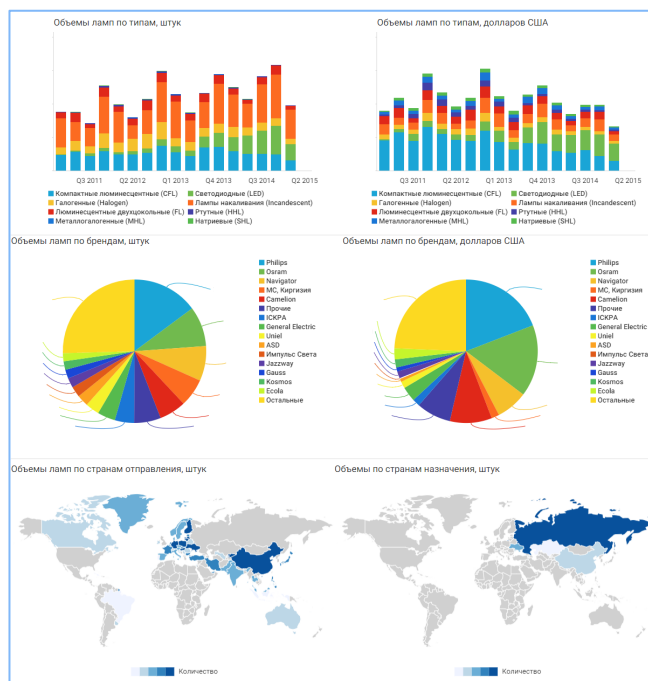 Объемы ламп по типам, штук
Объемы ламп по типам, долларов США
Q3 2011 Q2 2012 Q1 2013 Q4 2013 Q3 2014 Q2 2015
Q3 2011 Q2 2012 Q1 2013 Q4 2013 Q3 2014 Q2 2015
Компактные люминесцентные (CFL) Светодиодные (LED)
Галогенные (Halogen) Лампы накаливания (Incandescent)
Люминесцентные двухцокольные (FL) Ртутные (HHL)
Металлогалогенные (MHL) Натриевые (SHL)
Компактные люминесцентные (CFL) Светодиодные (LED)
Галогенные (Halogen) Лампы накаливания (Incandescent)
Люминесцентные двухцокольные (FL) Ртутные (HHL)
Металлогалогенные (MHL) Натриевые (SHL)
Объемы ламп по брендам, штук
Philips
Osram
Navigator
МС, Киргизия
Camelion
Прочие
ICKPA
General Electric
Uniel
ASD
Импульс Света
Jazzway
Gauss
Kosmos
Ecola
Остальные
Объемы ламп по брендам, долларов США
Philips
Osram
Navigator
МС, Киргизия
Camelion
Прочие
ICKPA
General Electric
Uniel
ASD
Импульс Света
Jazzway
Gauss
Kosmos
Ecola
Остальные
Объемы ламп по странам отправления, штук
Объемы по странам назначения, штук
Количество
Количество